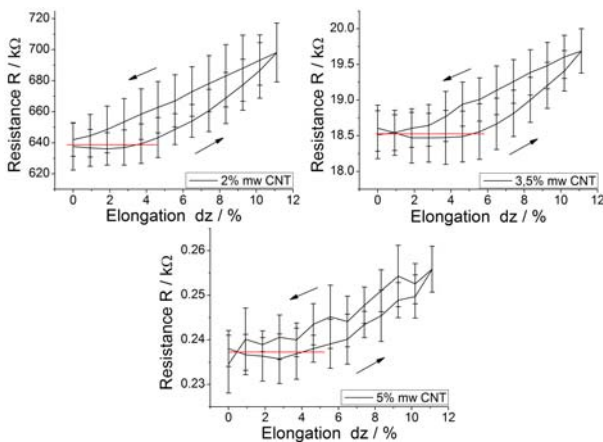 Resistance R / kΩ
700
680
660
640
620
0 2 4 6 8 10 12
Elongation dz / %
2% mw CNT
Resistance R / kΩ
20.0
19.5
19.0
18.5
18.0
0 2 4 6 8 10 12
Elongation dz / %
3,5% mw CNT
Resistance R / kΩ
0.26
0.25
0.24
0.23
0 2 4 6 8 10 12
Elongation dz / %
5% mw CNT